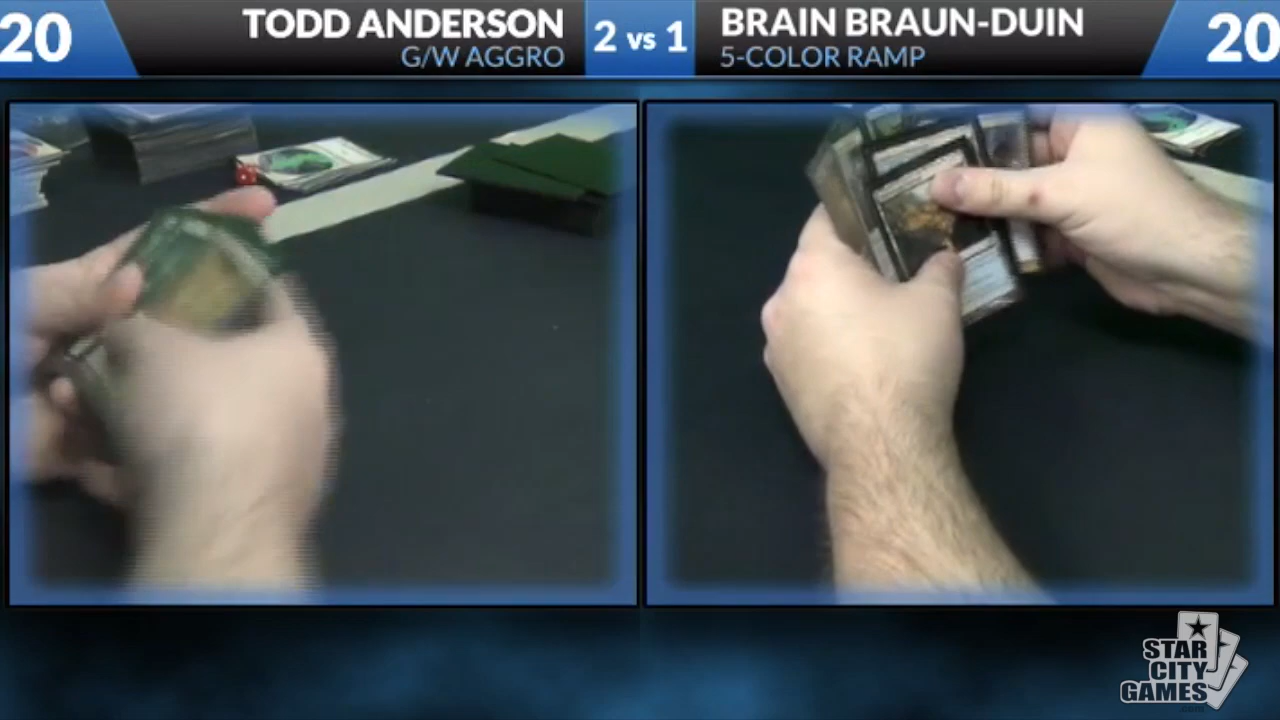 20
TODD ANDERSON
G/W AGGRO
2 vs 1
BRAIN BRAUN-DUIN
5-COLOR RAMP
20
STAR
CITY
GAMES